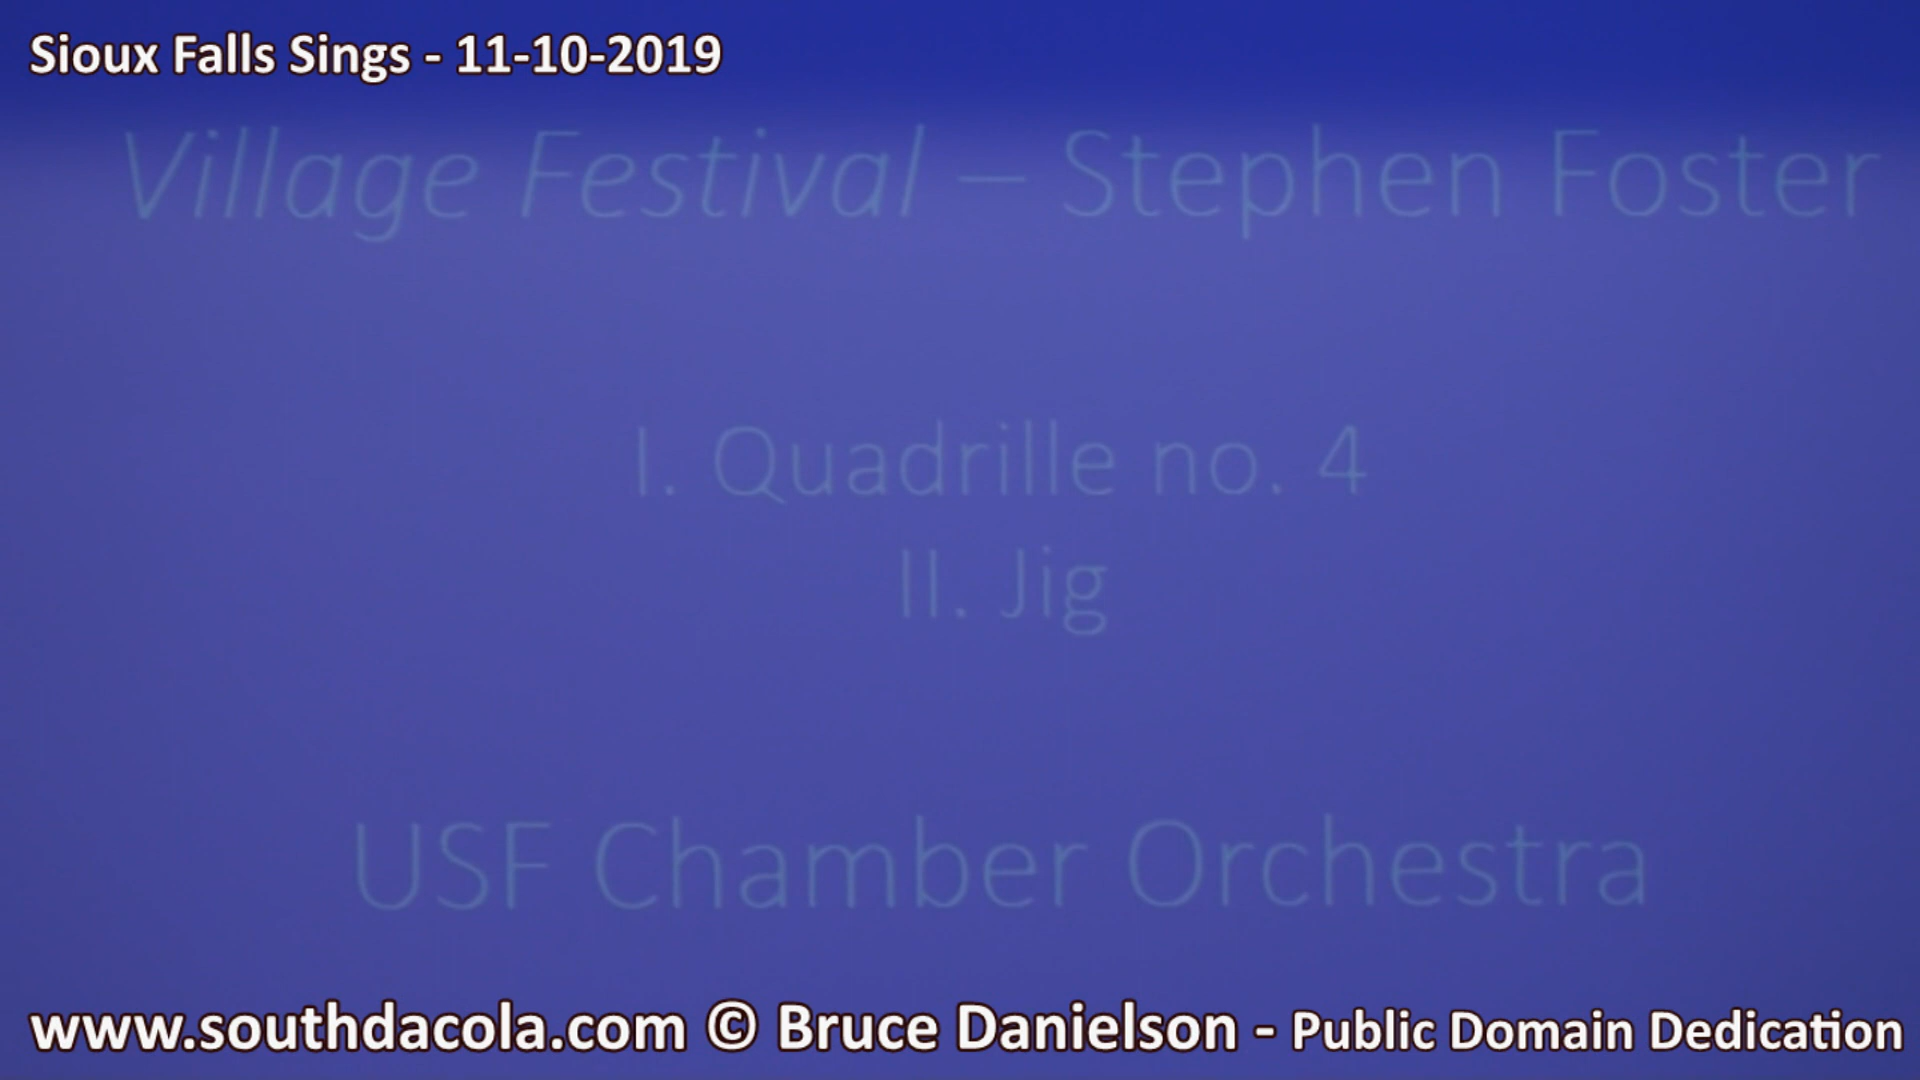 Sioux Falls Sings - 11-10-2019
Village Festival – Stephen Foster
I. Quadrille no. 4
II. Jig
USF Chamber Orchestra
www.southdacola.com © Bruce Danielson - Public Domain Dedication